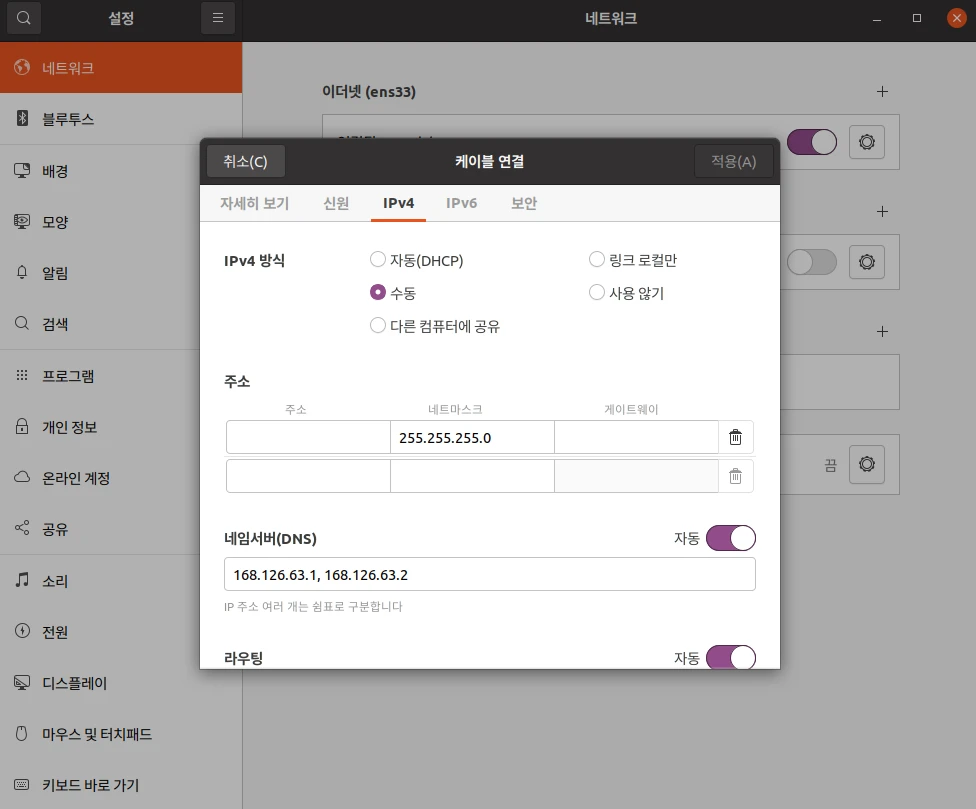 설정
네트워크
네트워크
블루투스
배경
모양
알림
검색
프로그램
개인 정보
온라인 계정
공유
소리
전원
디스플레이
마우스 및 터치패드
키보드 바로 가기
이더넷 (ens33)
끔
취소(C)
케이블 연결
적용(A)
자세히 보기
신원
IPv4
IPv6
보안
IPv4 방식
자동(DHCP)
링크 로컬만
수동
사용 않기
다른 컴퓨터에 공유
주소
주소
네트마스크
게이트웨이
255.255.255.0
네임서버(DNS)
자동
168.126.63.1, 168.126.63.2
IP 주소 여러 개는 쉼표로 구분합니다
라우팅
자동